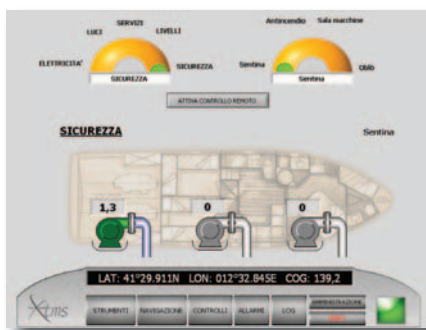 SERVIZI
LUCI LIVELLI
ELETTRICITA' SICUREZZA
SICUREZZA
Antincendio Sala macchine
Sentina Oblò
Sentina
ATTIVA CONTROLLO REMOTO
SICUREZZA Sentina
1,3 0 0
LAT: 41°29.911N LON: 012°32.845E COG: 139,2
STRUMENTI NAVIGAZIONE CONTROLLI ALLARMI LOG AMMINISTRAZIONE